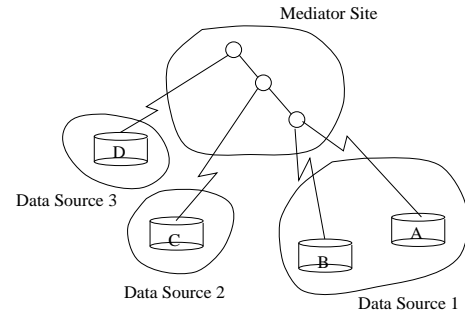 Mediator Site
D
Data Source 3
C
Data Source 2
A
B
Data Source 1